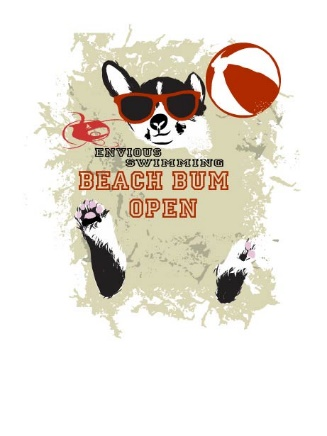 ENVIOUS
SWIMMING
BEACH BUM
OPEN